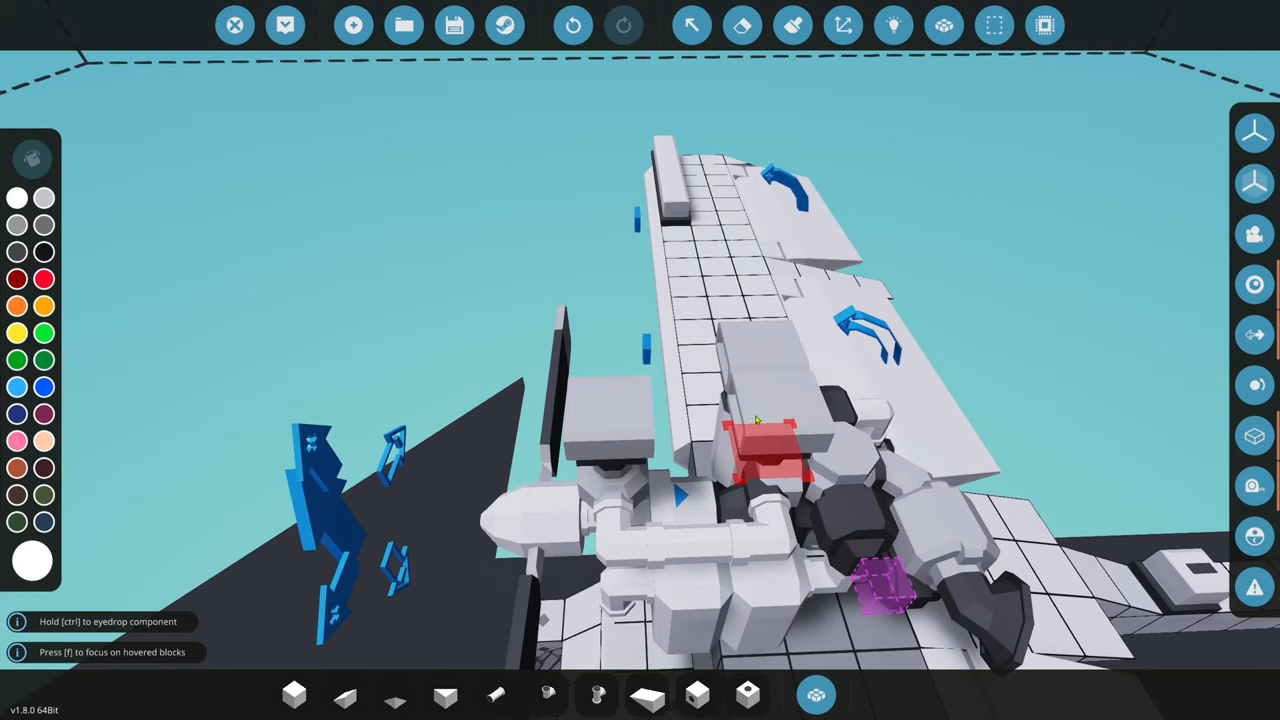 Hold [ctrl] to eyedrop component
Press [f] to focus on hovered blocks
v1.8.0 64Bit